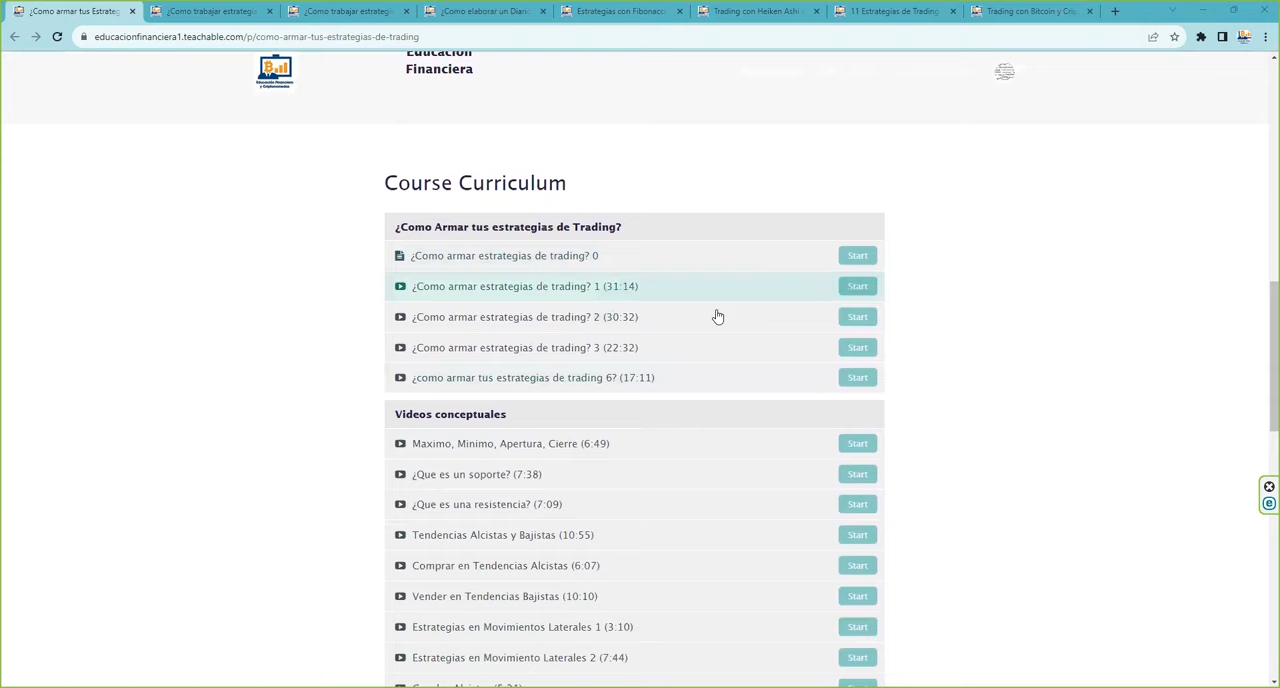 ¿Como armar tus Estrateg
¿Como trabajar estrategi
¿Como trabajar estrategi
¿Como elaborar un Diari
Estrategias con Fibonacc
Trading con Heiken Ashi
11 Estrategias de Trading
Trading con Bitcoin y Crip
educacionfinanciera1.teachable.com/p/como-armar-tus-estrategias-de-trading
Educación
Financiera
Educación Financiera
y Criptomonedas
Course Curriculum
¿Como Armar tus estrategias de Trading?
¿Como armar estrategias de trading? 0 Start
¿Como armar estrategias de trading? 1 (31:14) Start
¿Como armar estrategias de trading? 2 (30:32) Start
¿Como armar estrategias de trading? 3 (22:32) Start
¿como armar tus estrategias de trading 6? (17:11) Start
Videos conceptuales
Maximo, Minimo, Apertura, Cierre (6:49) Start
¿Que es un soporte? (7:38) Start
¿Que es una resistencia? (7:09) Start
Tendencias Alcistas y Bajistas (10:55) Start
Comprar en Tendencias Alcistas (6:07) Start
Vender en Tendencias Bajistas (10:10) Start
Estrategias en Movimientos Laterales 1 (3:10) Start
Estrategias en Movimiento Laterales 2 (7:44) Start